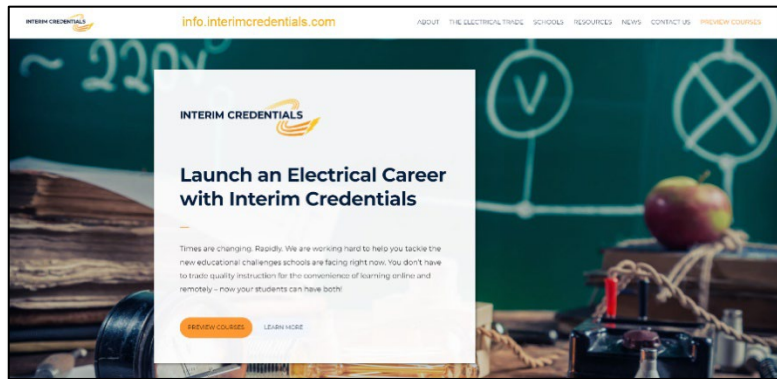 INTERIM CREDENTIALS
info.interimcredentials.com
ABOUT THE ELECTRICAL TRADE SCHOOLS RESOURCES NEWS CONTACT US PREVIEW COURSES
~ 220V
V
INTERIM CREDENTIALS
Launch an Electrical Career
with Interim Credentials
Times are changing. Rapidly. We are working hard to help you tackle the
new educational challenges schools are facing right now. You don't have
to trade quality instruction for the convenience of learning online and
remotely – now your students can have both!
PREVIEW COURSES LEARN MORE